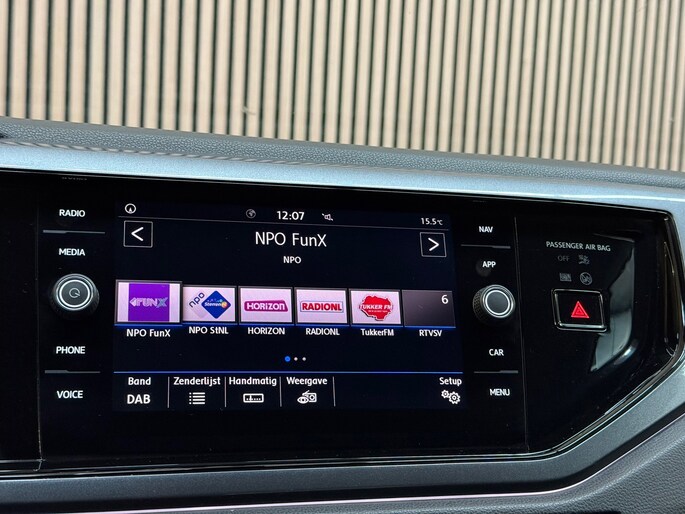 RADIO
MEDIA
PHONE
VOICE
12:07
15.5°C
NPO FunX
NPO
FUNX
npo
HORIZON
RADIONL
TUKKER FM
6
NPO FunX
NPO StNL
HORIZON
RADIONL
TukkerFM
RTVSV
Band
DAB
Zenderlijst
Handmatig
Weergave
Setup
NAV
APP
CAR
MENU
PASSENGER AIR BAG
OFF